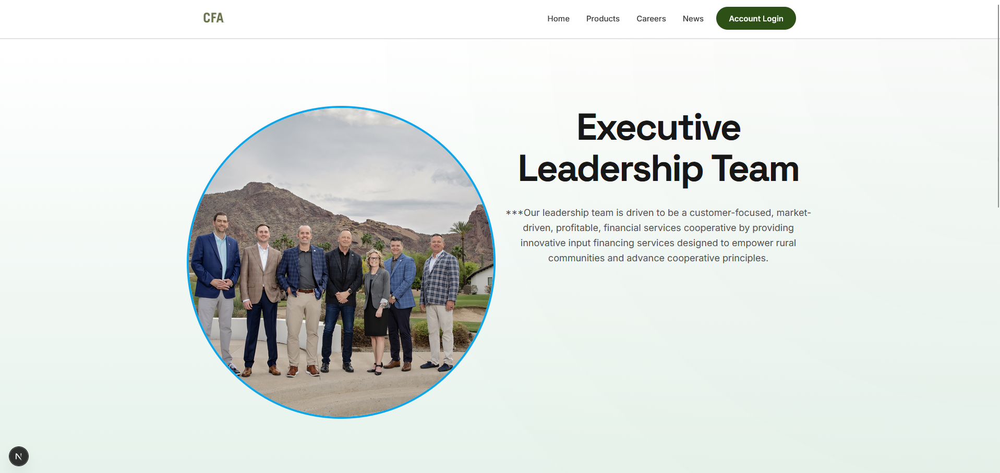 CFA
Home
Products
Careers
News
Account Login
Executive
Leadership Team
***Our leadership team is driven to be a customer-focused, market-
driven, profitable, financial services cooperative by providing
innovative input financing services designed to empower rural
communities and advance cooperative principles.
N